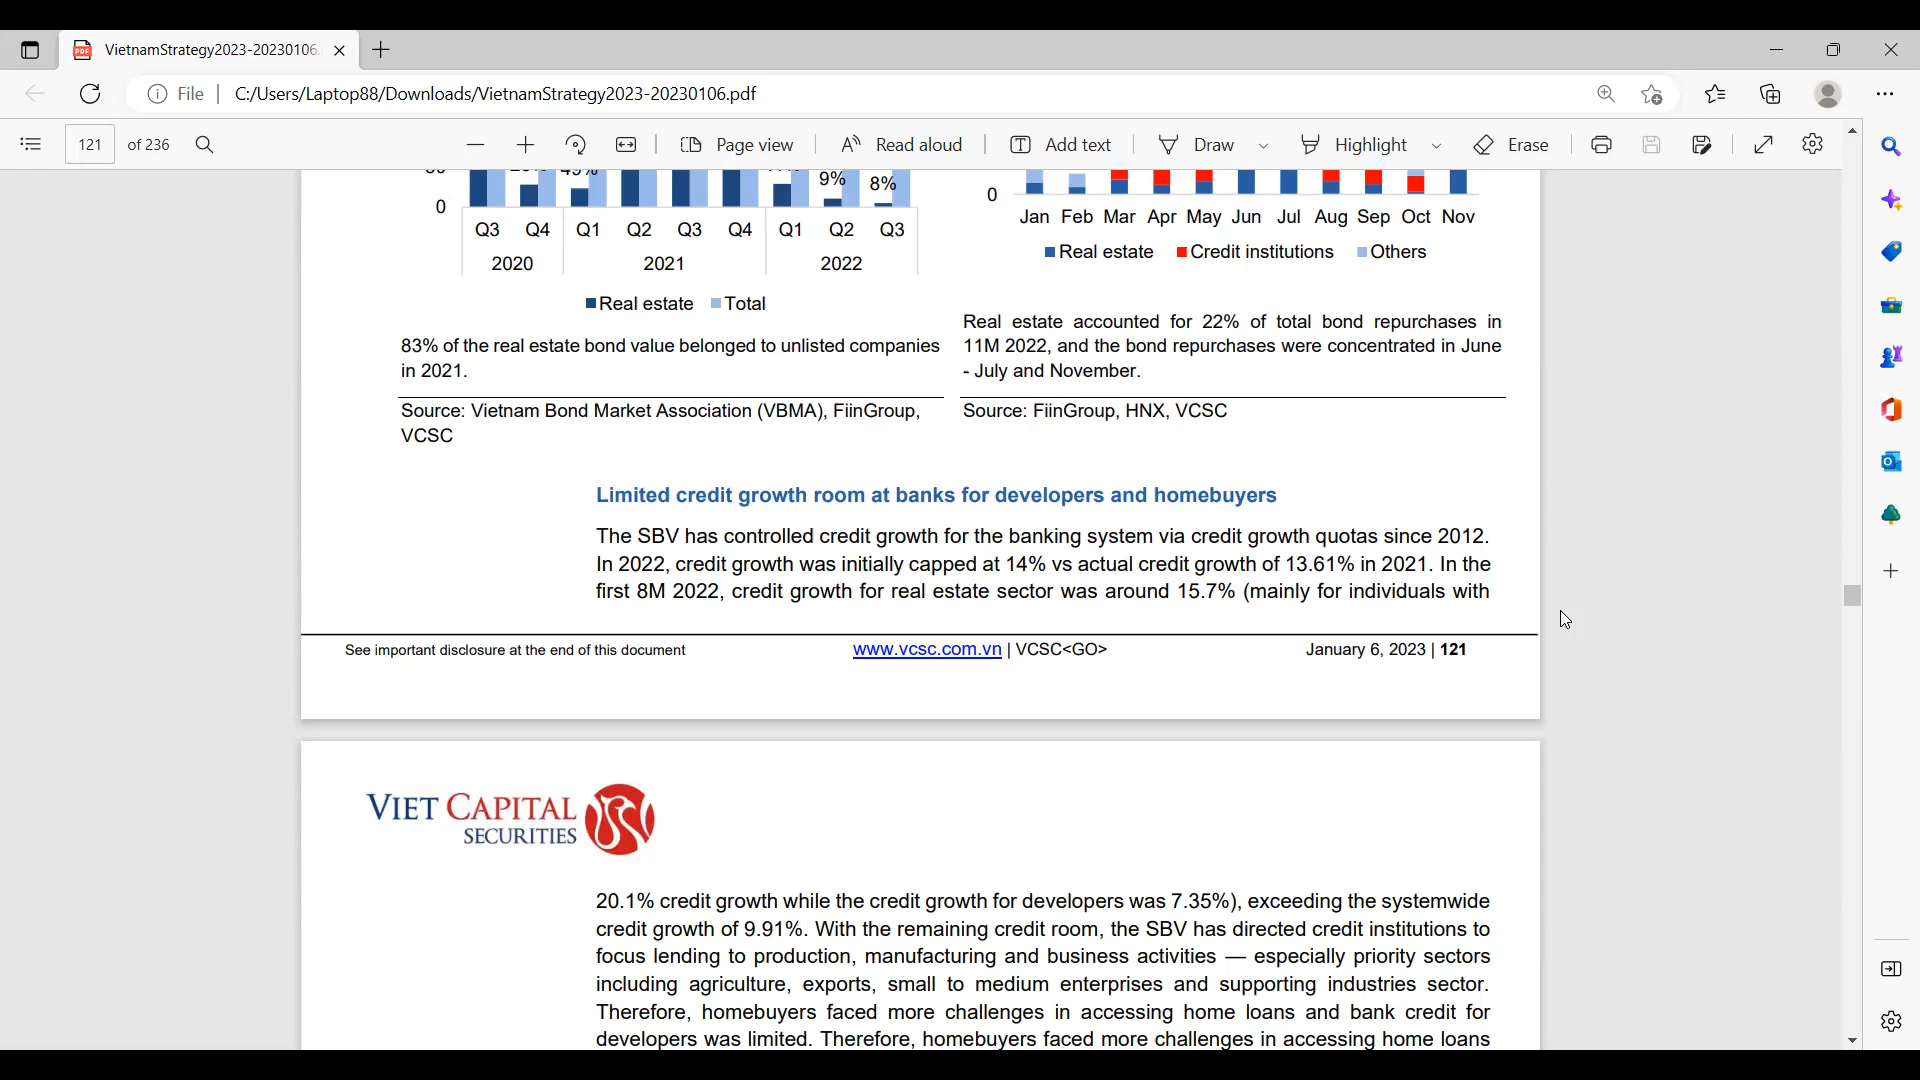 VietnamStrategy2023-20230106.
File
C:/Users/Laptop88/Downloads/VietnamStrategy2023-20230106.pdf
121 of 236
Page view
Read aloud
Add text
Draw
Highlight
Erase
9% 8%
0
Q3 Q4 Q1 Q2 Q3 Q4 Q1 Q2 Q3
2020 2021 2022
Real estate Total
0
Jan Feb Mar Apr May Jun Jul Aug Sep Oct Nov
Real estate Credit institutions Others
83% of the real estate bond value belonged to unlisted companies
in 2021.
Source: Vietnam Bond Market Association (VBMA), FiinGroup,
VCSC
Real estate accounted for 22% of total bond repurchases in
11M 2022, and the bond repurchases were concentrated in June
- July and November.
Source: FiinGroup, HNX, VCSC
Limited credit growth room at banks for developers and homebuyers
The SBV has controlled credit growth for the banking system via credit growth quotas since 2012.
In 2022, credit growth was initially capped at 14% vs actual credit growth of 13.61% in 2021. In the
first 8M 2022, credit growth for real estate sector was around 15.7% (mainly for individuals with
See important disclosure at the end of this document
www.vcsc.com.vn | VCSC<GO>
January 6, 2023 | 121
VIET CAPITAL
SECURITIES
20.1% credit growth while the credit growth for developers was 7.35%), exceeding the systemwide
credit growth of 9.91%. With the remaining credit room, the SBV has directed credit institutions to
focus lending to production, manufacturing and business activities — especially priority sectors
including agriculture, exports, small to medium enterprises and supporting industries sector.
Therefore, homebuyers faced more challenges in accessing home loans and bank credit for
developers was limited. Therefore, homebuyers faced more challenges in accessing home loans